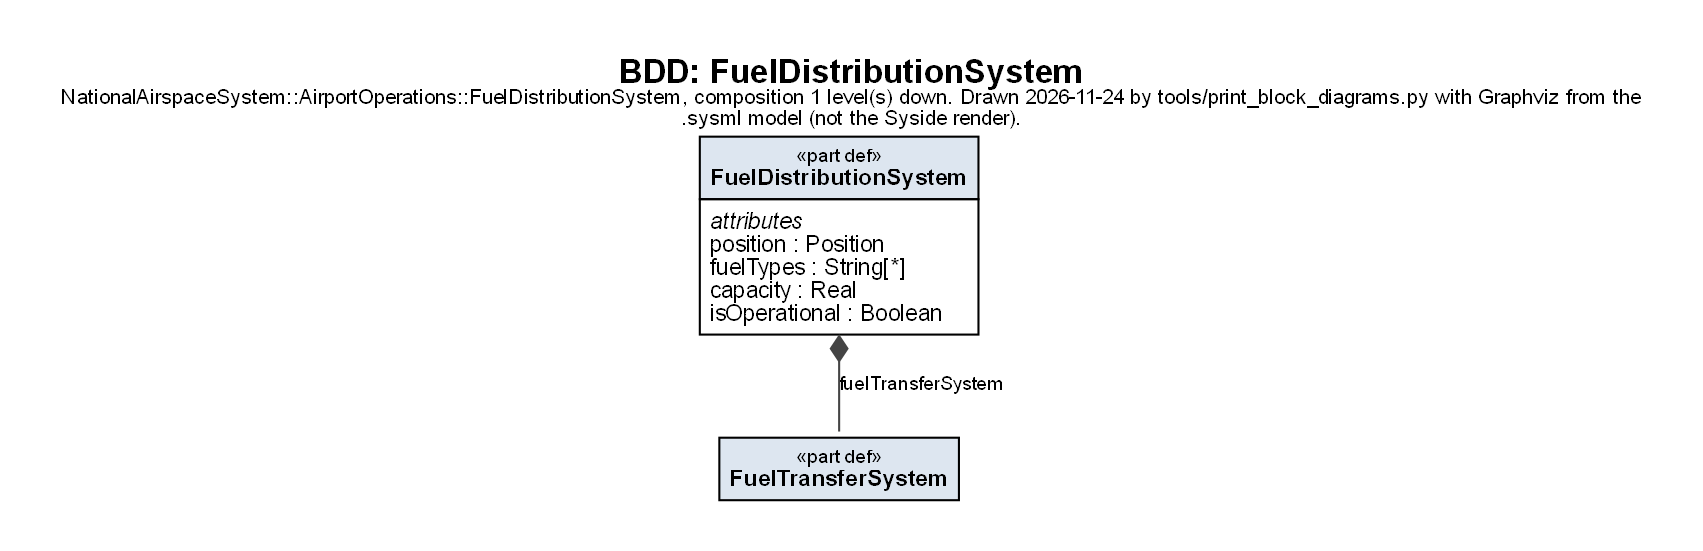 BDD: FuelDistributionSystem
NationalAirspaceSystem::AirportOperations::FuelDistributionSystem, composition 1 level(s) down. Drawn 2026-11-24 by tools/print_block_diagrams.py with Graphviz from the
.sysml model (not the Syside render).
«part def»
FuelDistributionSystem
attributes
position : Position
fuelTypes : String[*]
capacity : Real
isOperational : Boolean
fuelTransferSystem
«part def»
FuelTransferSystem